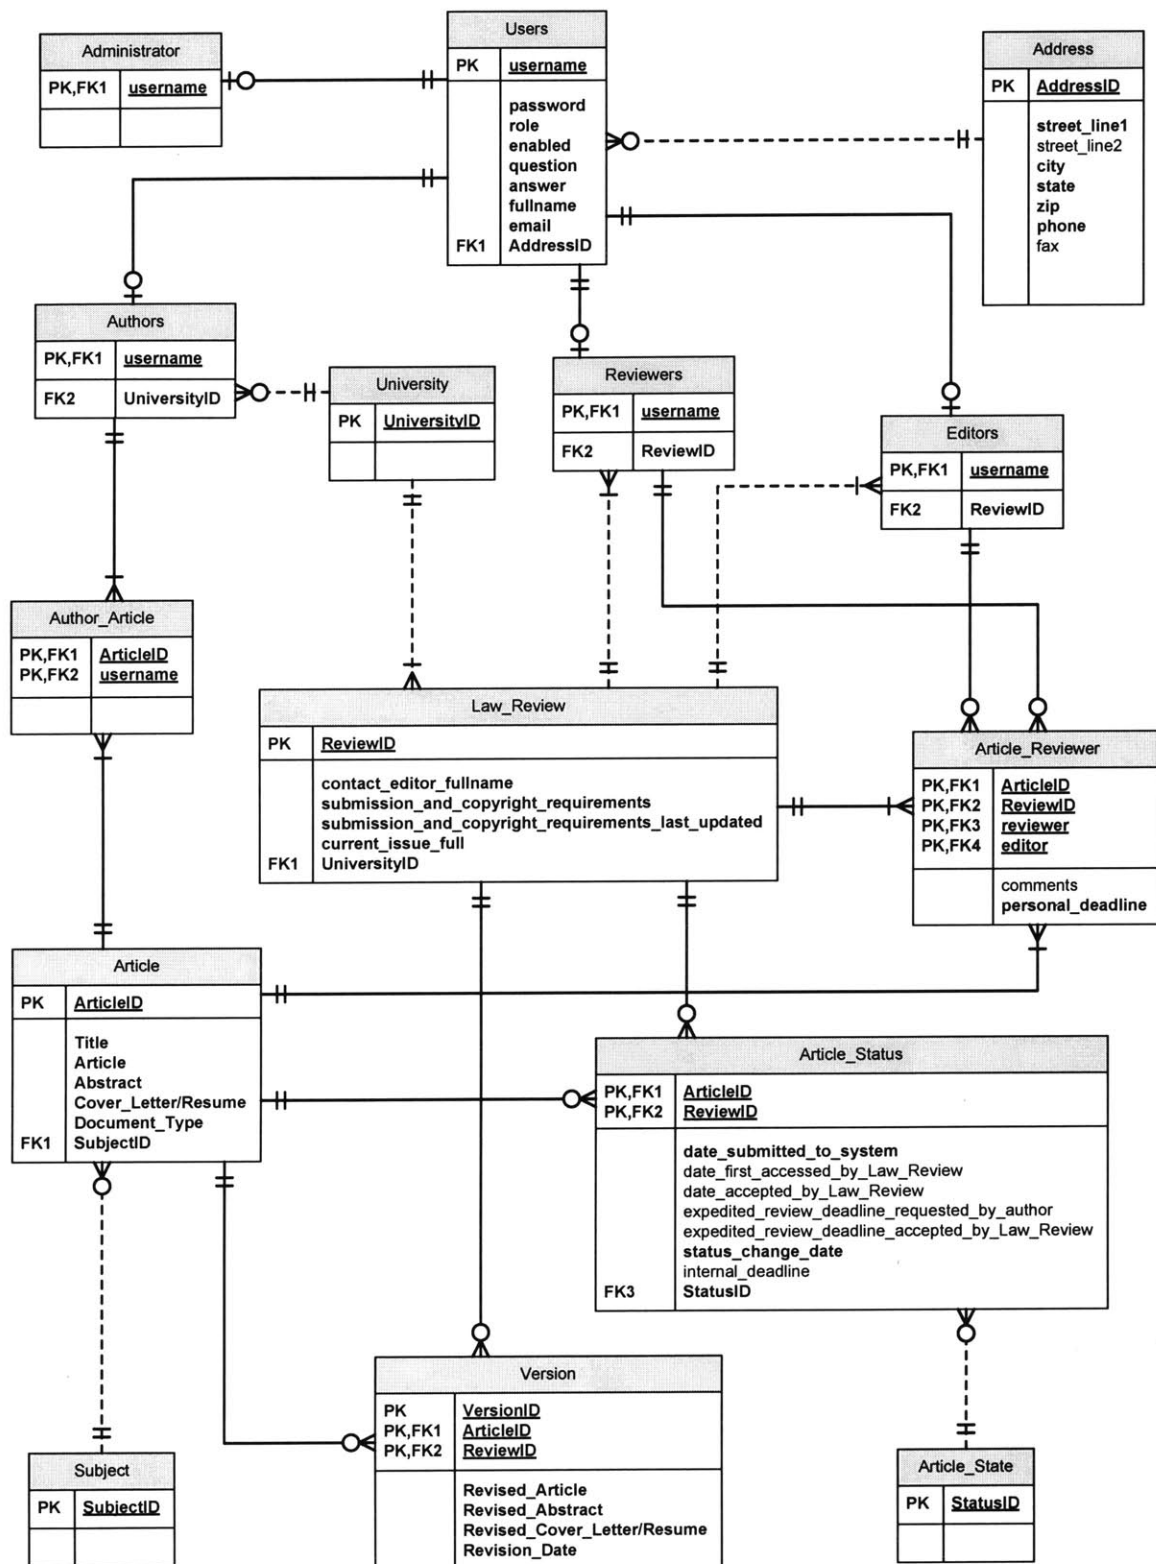 Administrator
PK,FK1 username
Users
PK username
password
role
enabled
question
answer
fullname
email
FK1 AddressID
Address
PK AddressID
street_line1
street_line2
city
state
zip
phone
fax
Authors
PK,FK1 username
FK2 UniversityID
University
PK UniversityID
Reviewers
PK,FK1 username
FK2 ReviewID
Editors
PK,FK1 username
FK2 ReviewID
Author_Article
PK,FK1 ArticleID
PK,FK2 username
Law_Review
PK ReviewID
contact_editor_fullname
submission_and_copyright_requirements
submission_and_copyright_requirements_last_updated
current_issue_full
FK1 UniversityID
Article_Reviewer
PK,FK1 ArticleID
PK,FK2 ReviewID
PK,FK3 reviewer
PK,FK4 editor
comments
personal_deadline
Article
PK ArticleID
Title
Article
Abstract
Cover_Letter/Resume
Document_Type
FK1 SubjectID
Article_Status
PK,FK1 ArticleID
PK,FK2 ReviewID
date_submitted_to_system
date_first_accessed_by_Law_Review
date_accepted_by_Law_Review
expedited_review_deadline_requested_by_author
expedited_review_deadline_accepted_by_Law_Review
status_change_date
internal_deadline
FK3 StatusID
Version
PK VersionID
PK,FK1 ArticleID
PK,FK2 ReviewID
Revised_Article
Revised_Abstract
Revised_Cover_Letter/Resume
Revision_Date
Subject
PK SubjectID
Article_State
PK StatusID